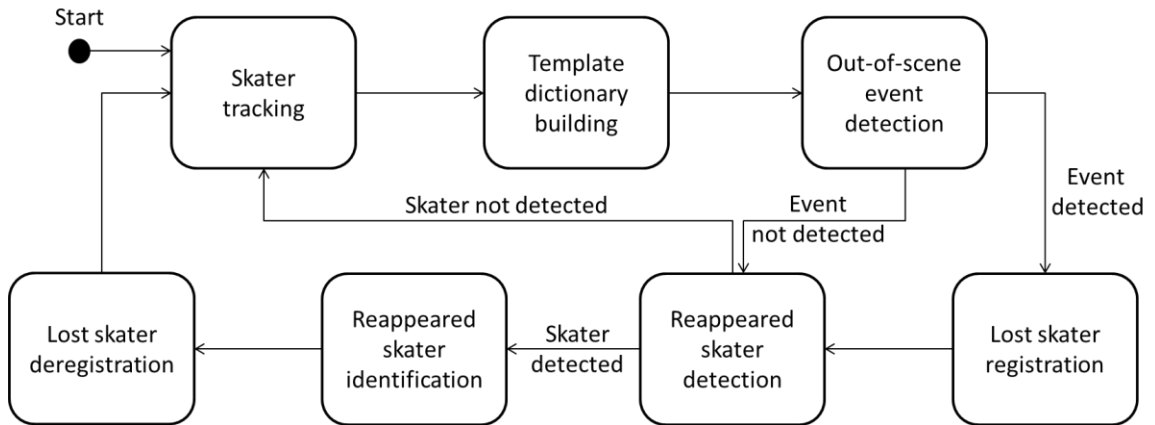 Start
Skater
tracking
Template
dictionary
building
Out-of-scene
event
detection
Skater not detected
Event
not detected
Event
detected
Lost skater
deregistration
Reappeared
skater
identification
Skater
detected
Reappeared
skater
detection
Lost skater
registration